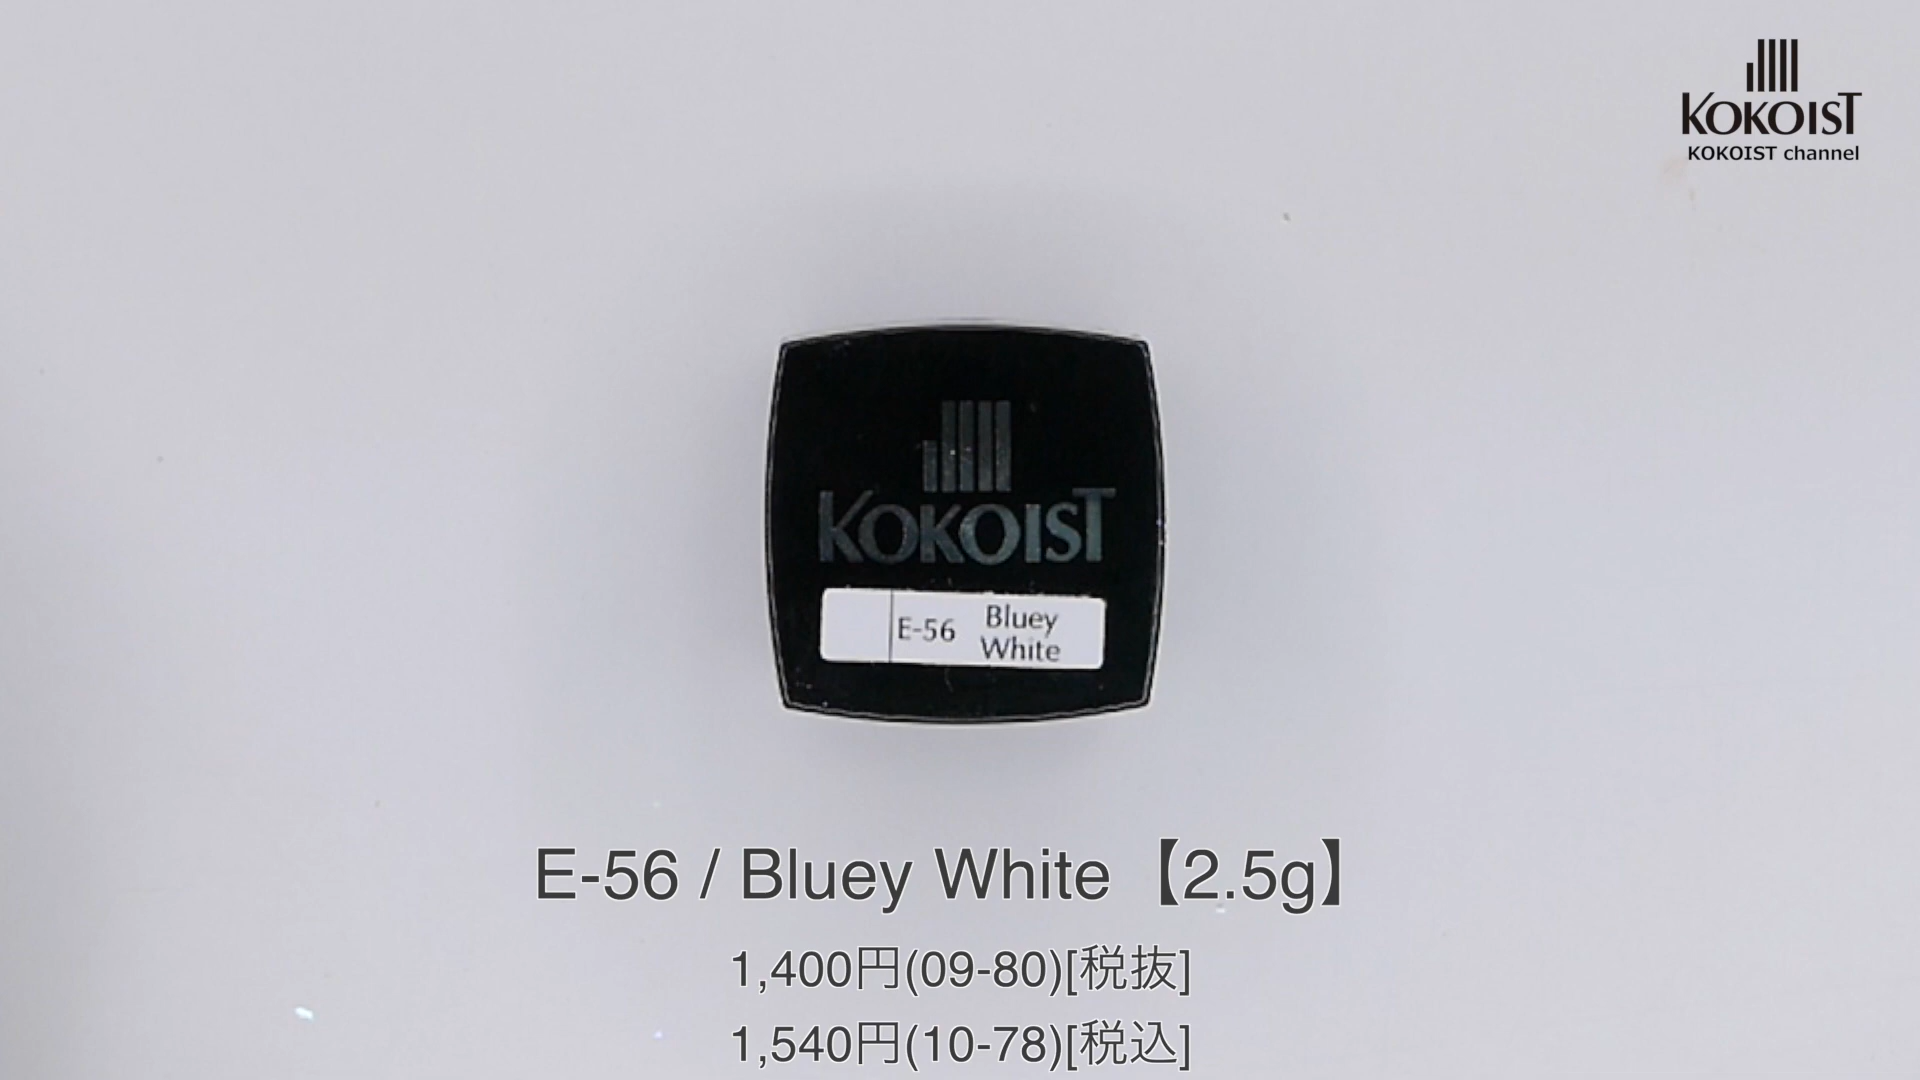 KOKOIST
KOKOIST channel
KOKOIST
E-56 Bluey
White
E-56 / Bluey White【2.5g】
1,400円(09-80)[税抜]
1,540円(10-78)[税込]